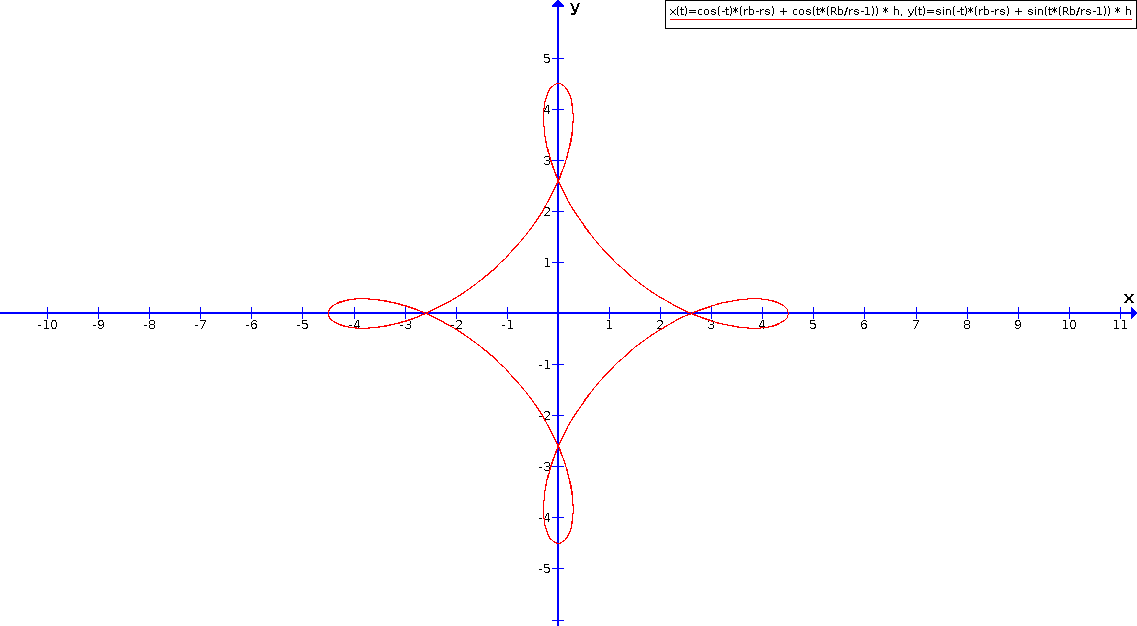 x(t)=cos(-t)*(rb-rs) + cos(t*(Rb/rs-1)) * h, y(t)=sin(-t)*(rb-rs) + sin(t*(Rb/rs-1)) * h
y
5
4
3
2
1
x
-10 -9 -8 -7 -6 -5 -4 -3 -2 -1 1 2 3 4 5 6 7 8 9 10 11
-1
-2
-3
-4
-5